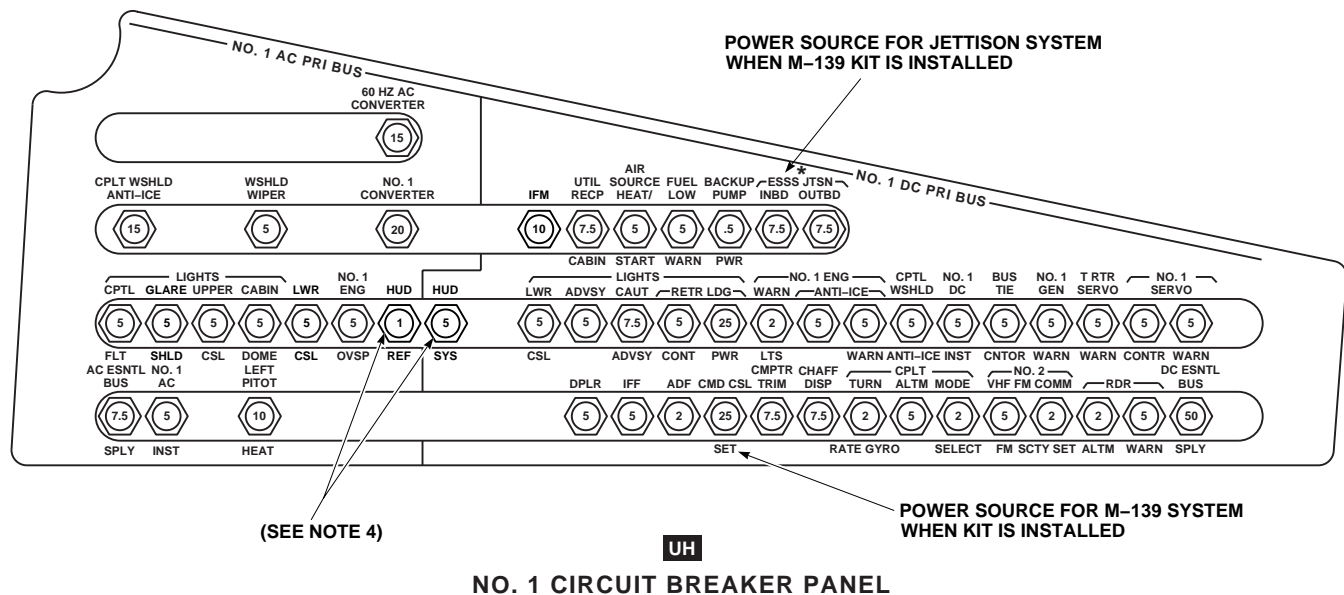 POWER SOURCE FOR JETTISON SYSTEM
WHEN M–139 KIT IS INSTALLED
NO. 1 AC PRI BUS
60 HZ AC
CONVERTER
15
*
NO. 1 DC PRI BUS
AIR
CPLT WSHLD WSHLD NO. 1 UTIL SOURCE FUEL BACKUP ESSS JTSN
ANTI–ICE WIPER CONVERTER IFM RECP HEAT/ LOW PUMP INBD OUTBD
15 5 20 10 7.5 5 5 .5 7.5 7.5
CABIN START WARN PWR
LIGHTS NO. 1 LIGHTS NO. 1 ENG CPTL NO. 1 BUS NO. 1 T RTR NO. 1
CPTL GLARE UPPER CABIN LWR ENG HUD HUD LWR ADVSY CAUT RETR LDG WARN ANTI–ICE WSHLD DC TIE GEN SERVO SERVO
5 5 5 5 5 5 1 5 5 5 7.5 5 25 2 5 5 5 5 5 5 5 5 5
FLT SHLD CSL DOME CSL OVSP REF SYS CSL ADVSY CONT PWR LTS WARN ANTI–ICE INST CNTOR WARN WARN CONTR WARN
AC ESNTL NO. 1 LEFT CMPTR CHAFF CPLT NO. 2 DC ESNTL
BUS AC PITOT DPLR IFF ADF CMD CSL TRIM DISP TURN ALTM MODE VHF FM COMM RDR BUS
7.5 5 10 5 5 2 25 7.5 7.5 2 5 2 5 2 2 5 50
SPLY INST HEAT SET RATE GYRO SELECT FM SCTY SET ALTM WARN SPLY
(SEE NOTE 4)
POWER SOURCE FOR M–139 SYSTEM
WHEN KIT IS INSTALLED
UH
NO. 1 CIRCUIT BREAKER PANEL